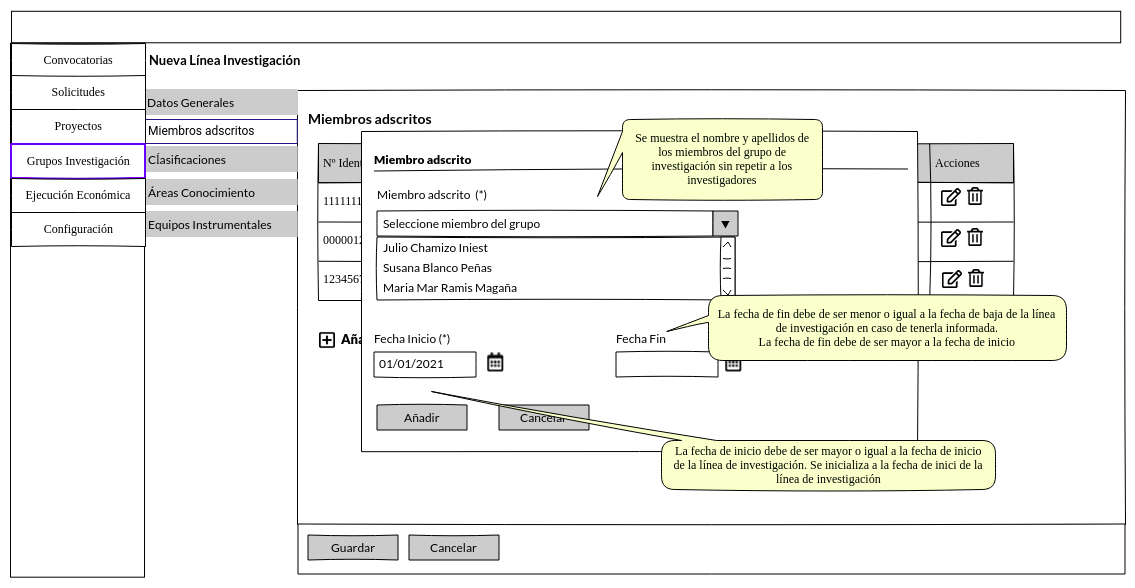 Convocatorias
Solicitudes
Proyectos
Grupos Investigación
Ejecución Económica
Configuración
Nueva Línea Investigación
Datos Generales
Miembros adscritos
Clasificaciones
Áreas Conocimiento
Equipos Instrumentales
Miembros adscritos
Nº Ident
Acciones
1111111
0000012
1234567
Aña
Miembro adscrito
Miembro adscrito (*)
Seleccione miembro del grupo
Julio Chamizo Iniest
Susana Blanco Peñas
Maria Mar Ramis Magaña
Fecha Inicio (*)
Fecha Fin
01/01/2021
Añadir
Cancelar
Se muestra el nombre y apellidos de
los miembros del grupo de
investigación sin repetir a los
investigadores
La fecha de fin debe de ser menor o igual a la fecha de baja de la línea
de investigación en caso de tenerla informada.
La fecha de fin debe de ser mayor a la fecha de inicio
La fecha de inicio debe de ser mayor o igual a la fecha de inicio
de la línea de investigación. Se inicializa a la fecha de inici de la
línea de investigación
Guardar
Cancelar